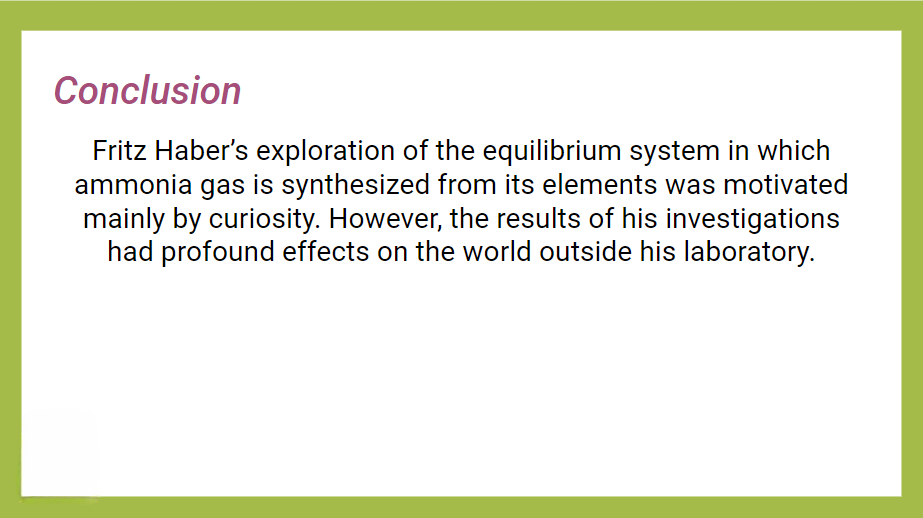 Conclusion
Fritz Haber’s exploration of the equilibrium system in which
ammonia gas is synthesized from its elements was motivated
mainly by curiosity. However, the results of his investigations
had profound effects on the world outside his laboratory.